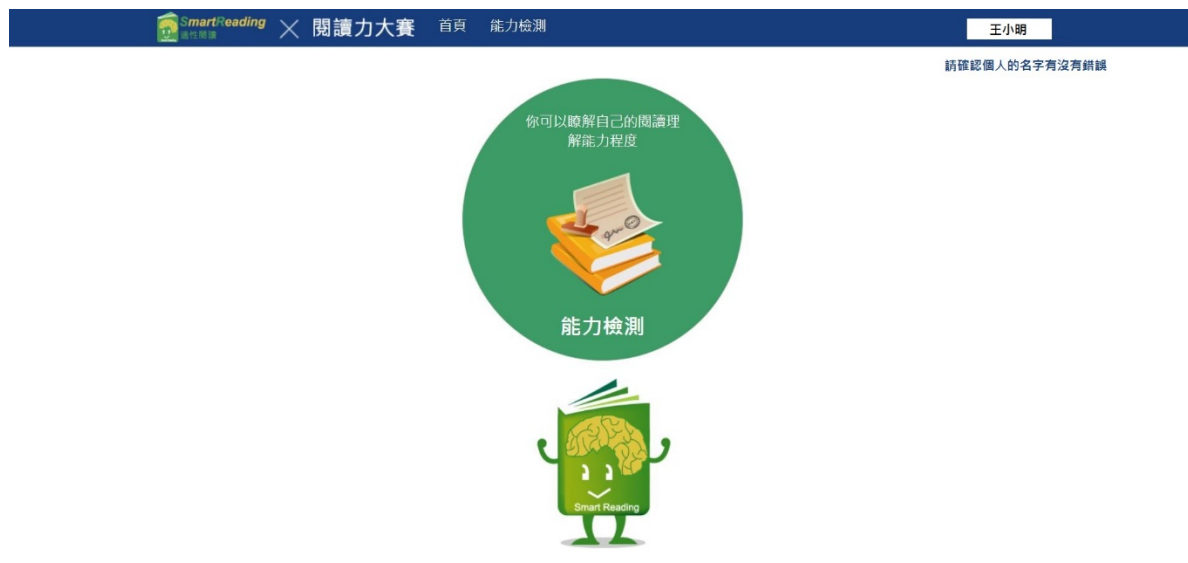 SmartReading
適性閱讀
閱讀力大賽
首頁
能力檢測
王小明
請確認個人的名字有沒有錯誤
你可以瞭解自己的閱讀理
解能力程度
能力檢測
Smart Reading